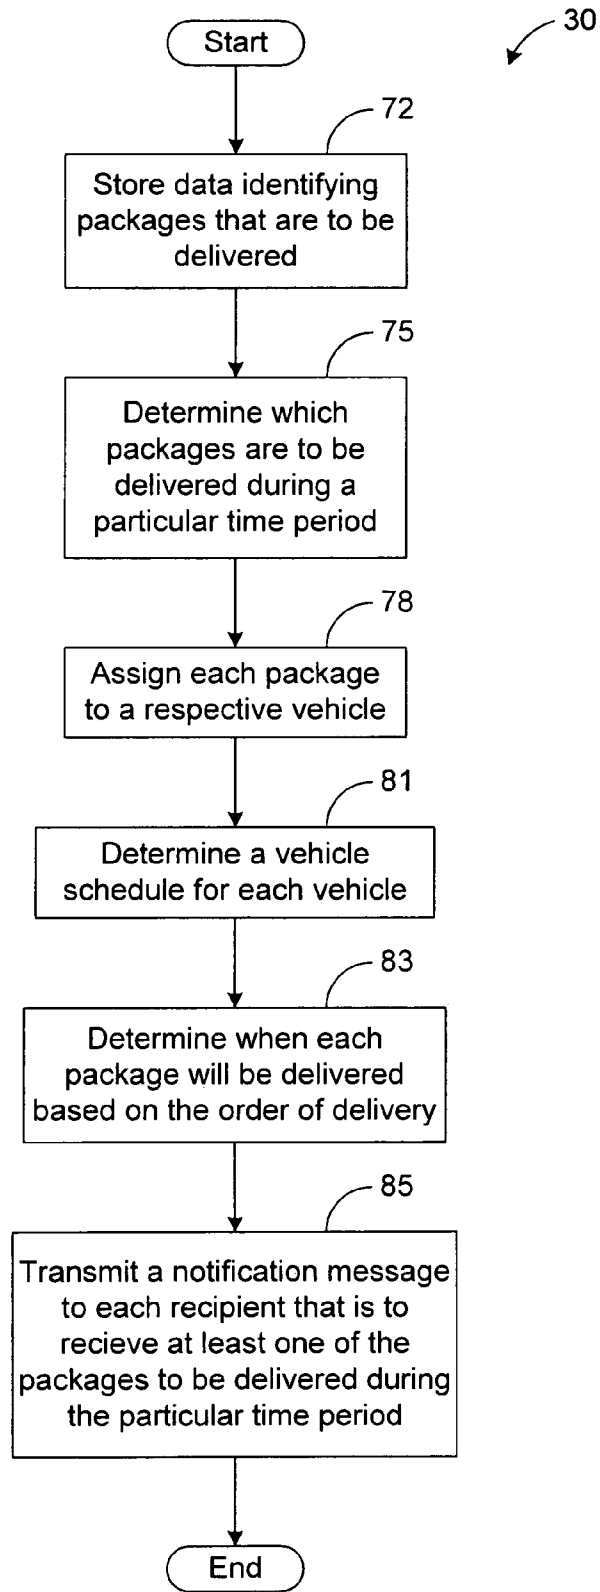 Start
30
72
Store data identifying
packages that are to be
delivered
75
Determine which
packages are to be
delivered during a
particular time period
78
Assign each package
to a respective vehicle
81
Determine a vehicle
schedule for each vehicle
83
Determine when each
package will be delivered
based on the order of delivery
85
Transmit a notification message
to each recipient that is to
recieve at least one of the
packages to be delivered during
the particular time period
End